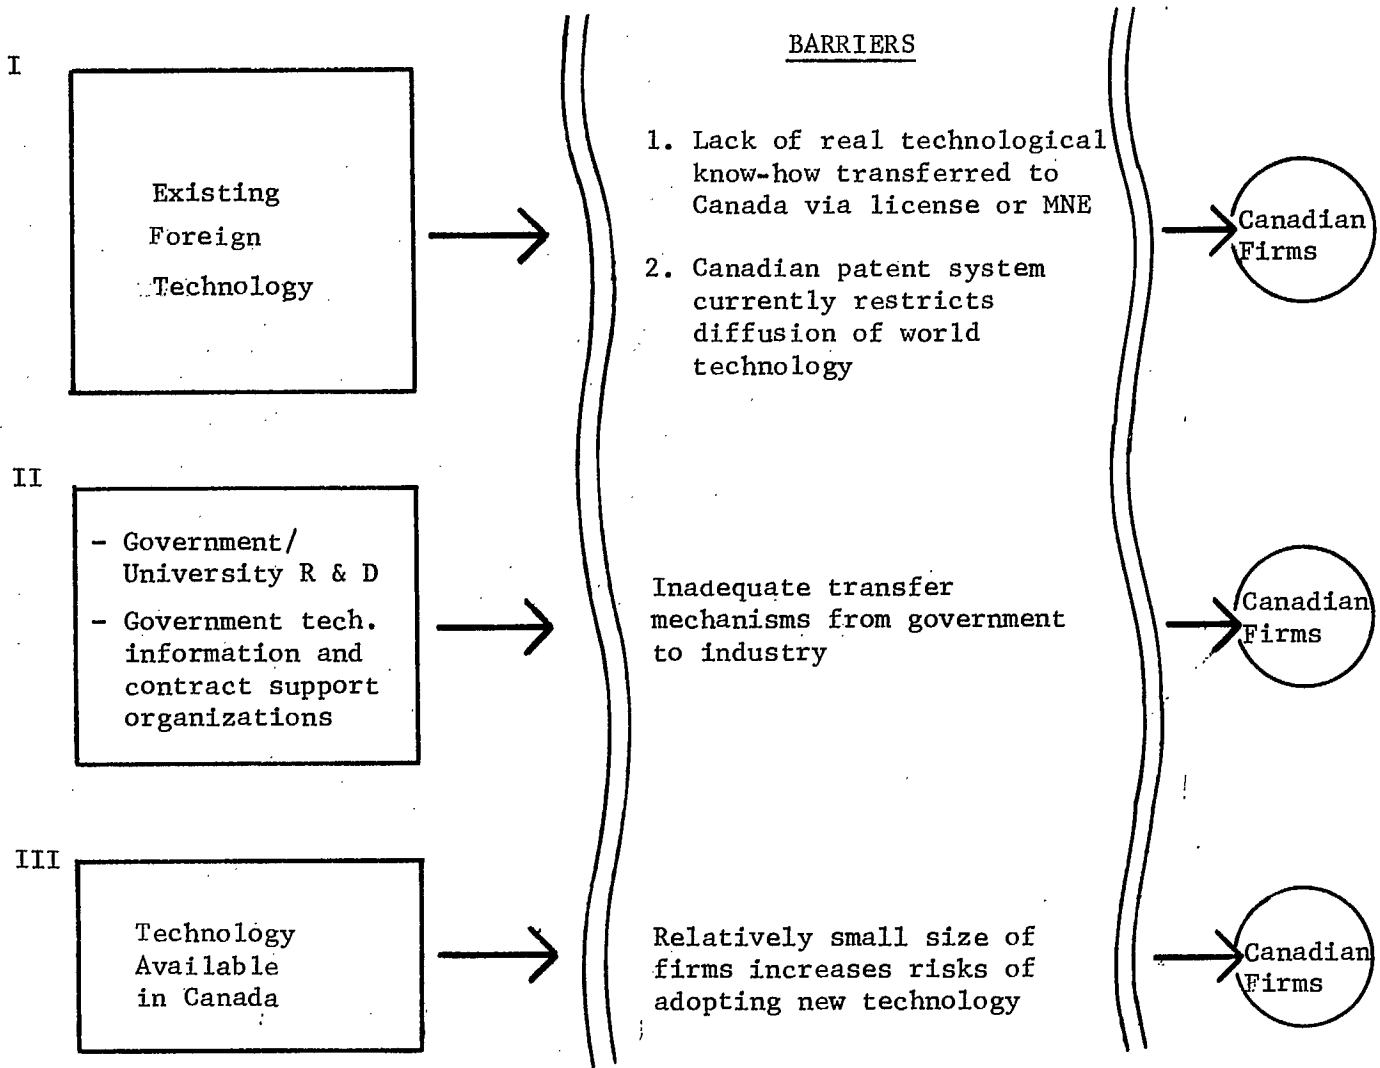 BARRIERS
I
Existing
Foreign
Technology
1. Lack of real technological
know-how transferred to
Canada via license or MNE
2. Canadian patent system
currently restricts
diffusion of world
technology
Canadian
Firms
II
- Government/
University R & D
- Government tech.
information and
contract support
organizations
Inadequate transfer
mechanisms from government
to industry
Canadian
Firms
III
Technology
Available
in Canada
Relatively small size of
firms increases risks of
adopting new technology
Canadian
Firms